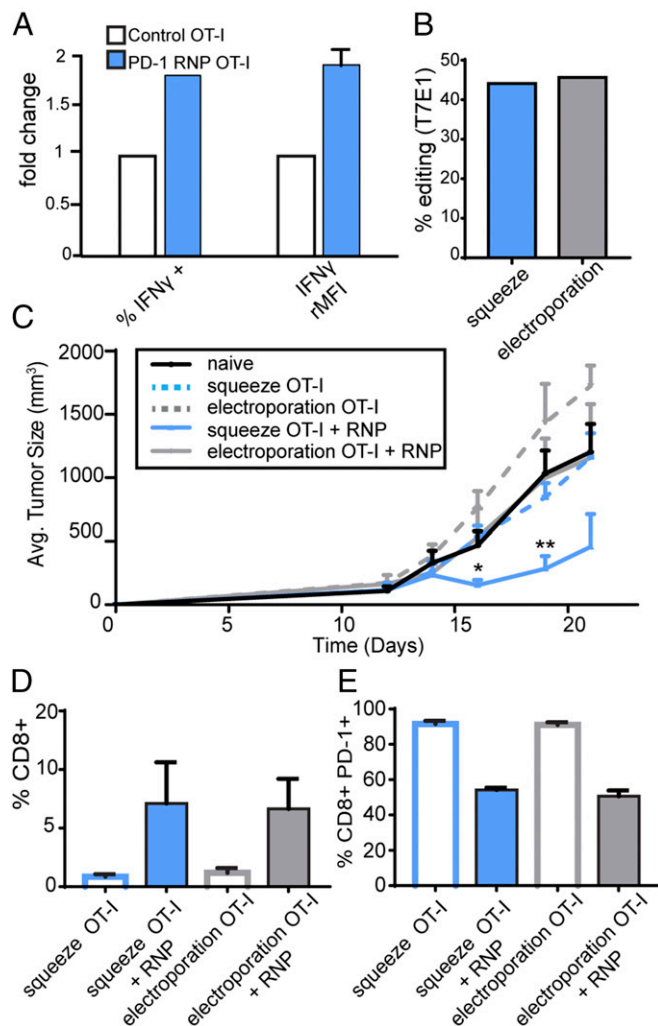 A
Control OT-I
PD-1 RNP OT-I
fold change
2
1.5
1
0.5
0
% IFNγ +
IFNγ
rMFI
B
% editing (T7E1)
50
40
30
20
10
0
squeeze
electroporation
C
Avg. Tumor Size (mm³)
2000
1500
1000
500
0
naive
squeeze OT-I
electroporation OT-I
squeeze OT-I + RNP
electroporation OT-I + RNP
*
**
0
5
10
15
20
Time (Days)
D
% CD8+
20
10
5
0
squeeze OT-I
squeeze OT-I
+ RNP
electroporation OT-I
electroporation OT-I
+ RNP
E
% CD8+ PD-1+
100
80
60
40
20
0
squeeze OT-I
squeeze OT-I
+ RNP
electroporation OT-I
electroporation OT-I
+ RNP